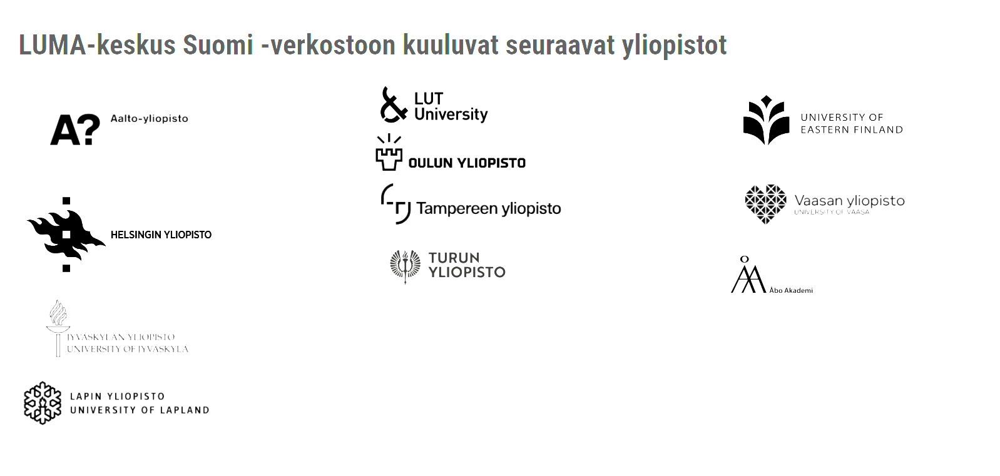 LUMA-keskus Suomi -verkostoon kuuluvat seuraavat yliopistot
A? Aalto-yliopisto
HELSINGIN YLIOPISTO
JYVÄSKYLÄN YLIOPISTO
UNIVERSITY OF JYVÄSKYLÄ
LAPIN YLIOPISTO
UNIVERSITY OF LAPLAND
& LUT
University
OULUN YLIOPISTO
Tampereen yliopisto
TURUN
YLIOPISTO
UNIVERSITY OF
EASTERN FINLAND
Vaasan yliopisto
UNIVERSITY OF VAASA
Åbo Akademi